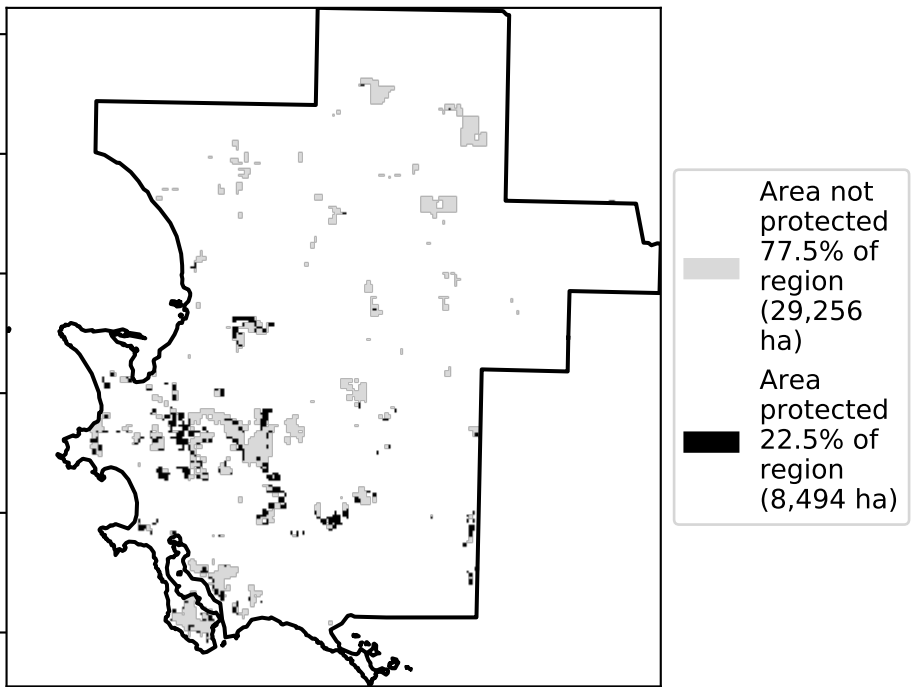 Area not
protected
77.5% of
region
(29,256
ha)
Area
protected
22.5% of
region
(8,494 ha)